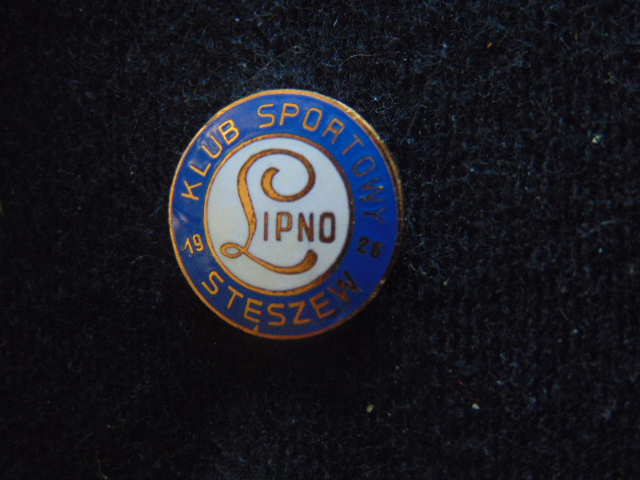 KLUB SPORTOWY
LIPNO
19 26
STĘSZEW